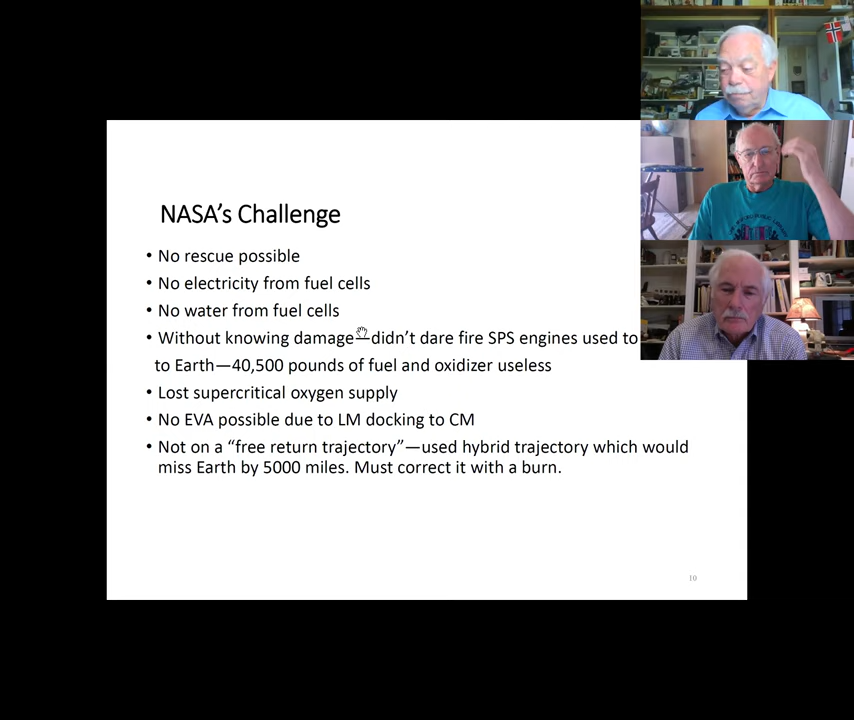 NASA's Challenge
• No rescue possible
• No electricity from fuel cells
• No water from fuel cells
• Without knowing damage—didn't dare fire SPS engines used to
to Earth—40,500 pounds of fuel and oxidizer useless
• Lost supercritical oxygen supply
• No EVA possible due to LM docking to CM
• Not on a “free return trajectory”—used hybrid trajectory which would
miss Earth by 5000 miles. Must correct it with a burn.
10